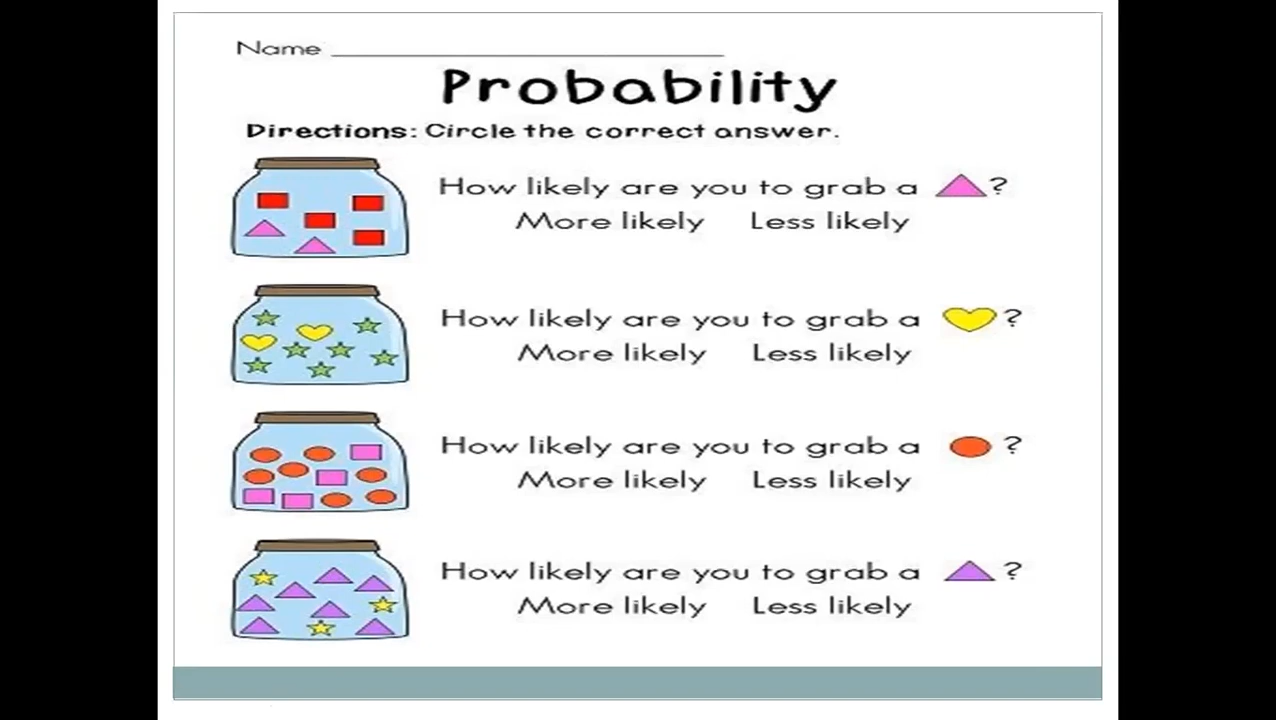 Name
Probability
Directions: Circle the correct answer.
How likely are you to grab a ?
More likely Less likely
How likely are you to grab a ?
More likely Less likely
How likely are you to grab a ?
More likely Less likely
How likely are you to grab a ?
More likely Less likely